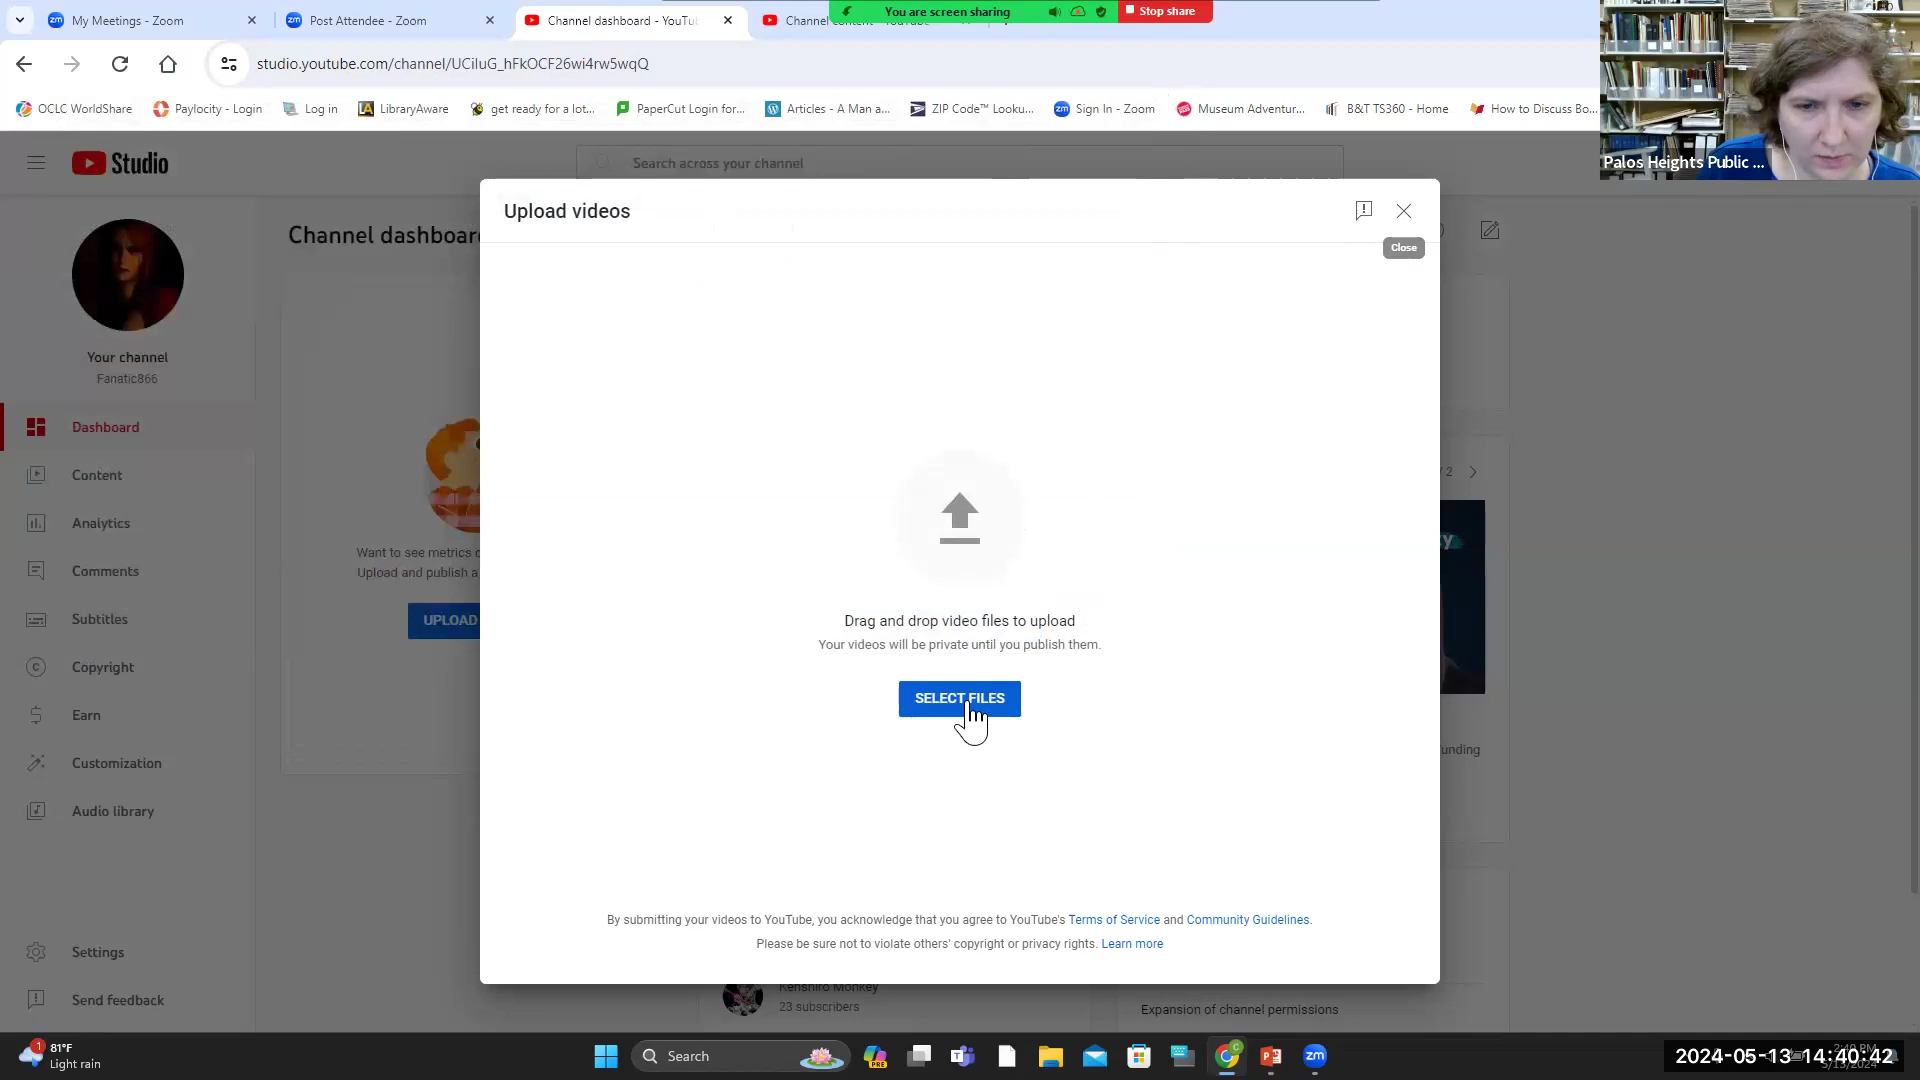 My Meetings - Zoom
Post Attendee - Zoom
Channel dashboard - YouTu
You are screen sharing
Stop share
studio.youtube.com/channel/UCiluG_hFkOCF26wi4rw5wqQ
OCLC WorldShare
Paylocity - Login
Log in
LibraryAware
get ready for a lot...
PaperCut Login for...
Articles - A Man a...
ZIP Code™ Looku...
Sign In - Zoom
Museum Adventur...
B&T TS360 - Home
How to Discuss Bo...
Palos Heights Public ...
Studio
Search across your channel
Upload videos
Close
Channel dashboar
Your channel
Fanatic866
Dashboard
Content
Analytics
Comments
Subtitles
Copyright
Earn
Customization
Audio library
Settings
Send feedback
Want to see metrics
Upload and publish a
UPLOAD
Drag and drop video files to upload
Your videos will be private until you publish them.
SELECT FILES
/ 2
y
unding
By submitting your videos to YouTube, you acknowledge that you agree to YouTube's Terms of Service and Community Guidelines.
Please be sure not to violate others' copyright or privacy rights. Learn more
Kenshiro Monkey
23 subscribers
Expansion of channel permissions
1
81°F
Light rain
Search
PRE
2024-05-13 14:40:42